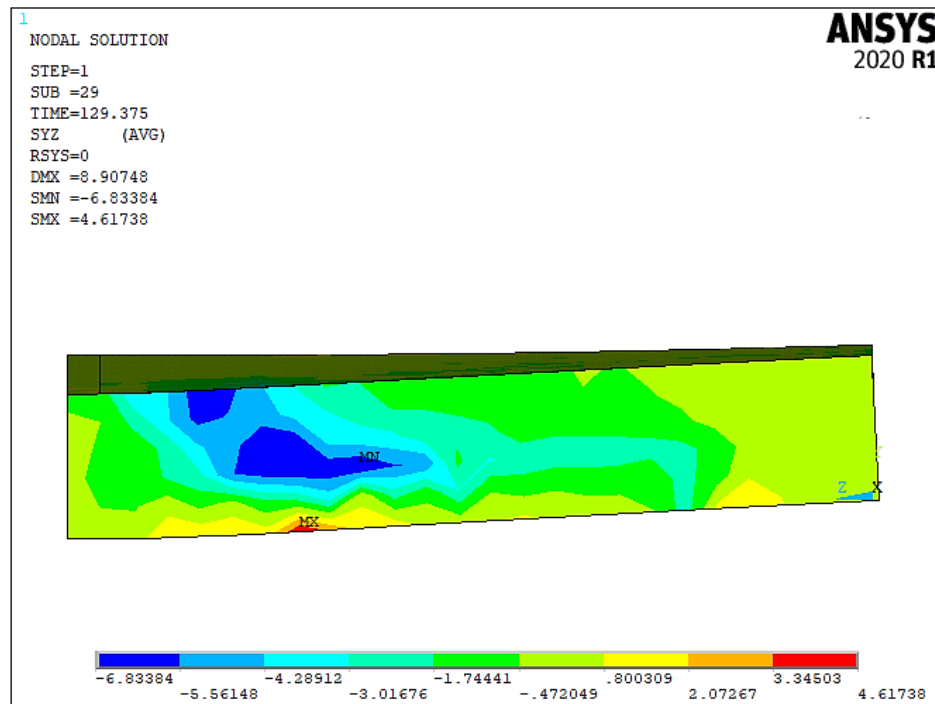 1
NODAL SOLUTION
STEP=1
SUB =29
TIME=129.375
SYZ (AVG)
RSYS=0
DMX =8.90748
SMN =-6.83384
SMX =4.61738
ANSYS
2020 R1
MN
MX
Z
X
-6.83384 -4.28912 -1.74441 .800309 3.34503
-5.56148 -3.01676 -.472049 2.07267 4.61738